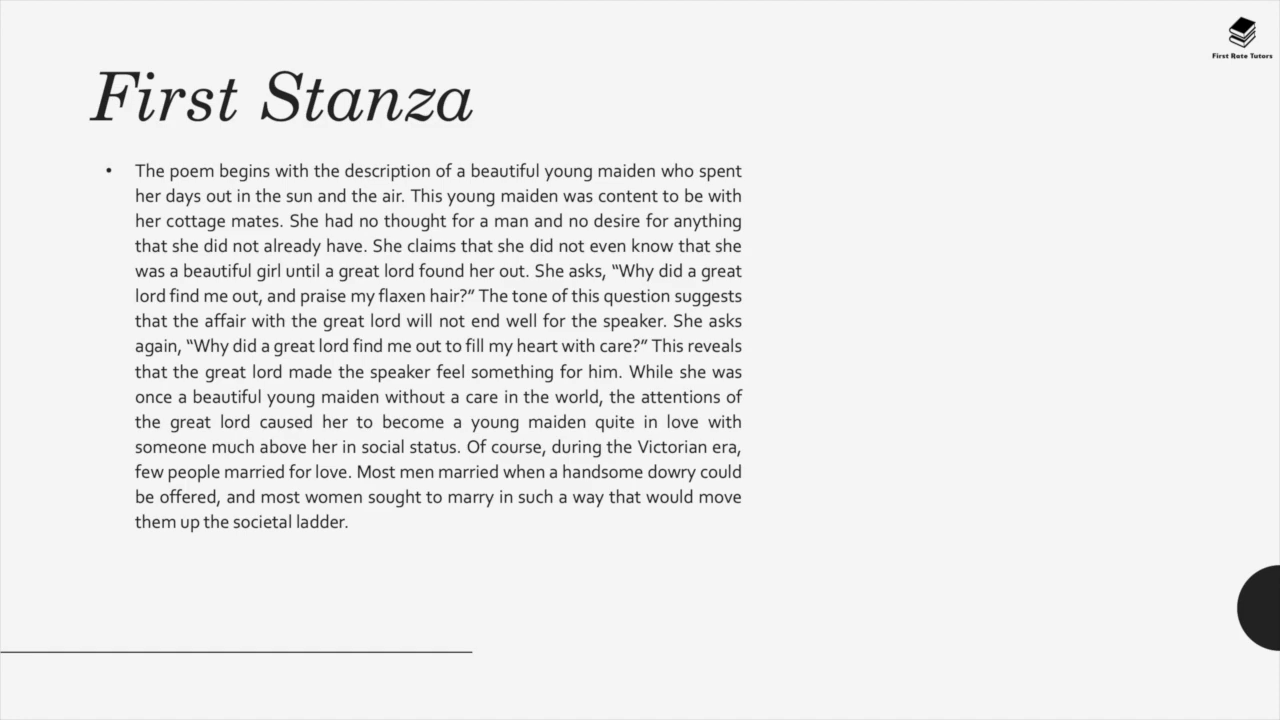 First Rate Tutors
First Stanza
• The poem begins with the description of a beautiful young maiden who spent
her days out in the sun and the air. This young maiden was content to be with
her cottage mates. She had no thought for a man and no desire for anything
that she did not already have. She claims that she did not even know that she
was a beautiful girl until a great lord found her out. She asks, “Why did a great
lord find me out, and praise my flaxen hair?” The tone of this question suggests
that the affair with the great lord will not end well for the speaker. She asks
again, “Why did a great lord find me out to fill my heart with care?” This reveals
that the great lord made the speaker feel something for him. While she was
once a beautiful young maiden without a care in the world, the attentions of
the great lord caused her to become a young maiden quite in love with
someone much above her in social status. Of course, during the Victorian era,
few people married for love. Most men married when a handsome dowry could
be offered, and most women sought to marry in such a way that would move
them up the societal ladder.